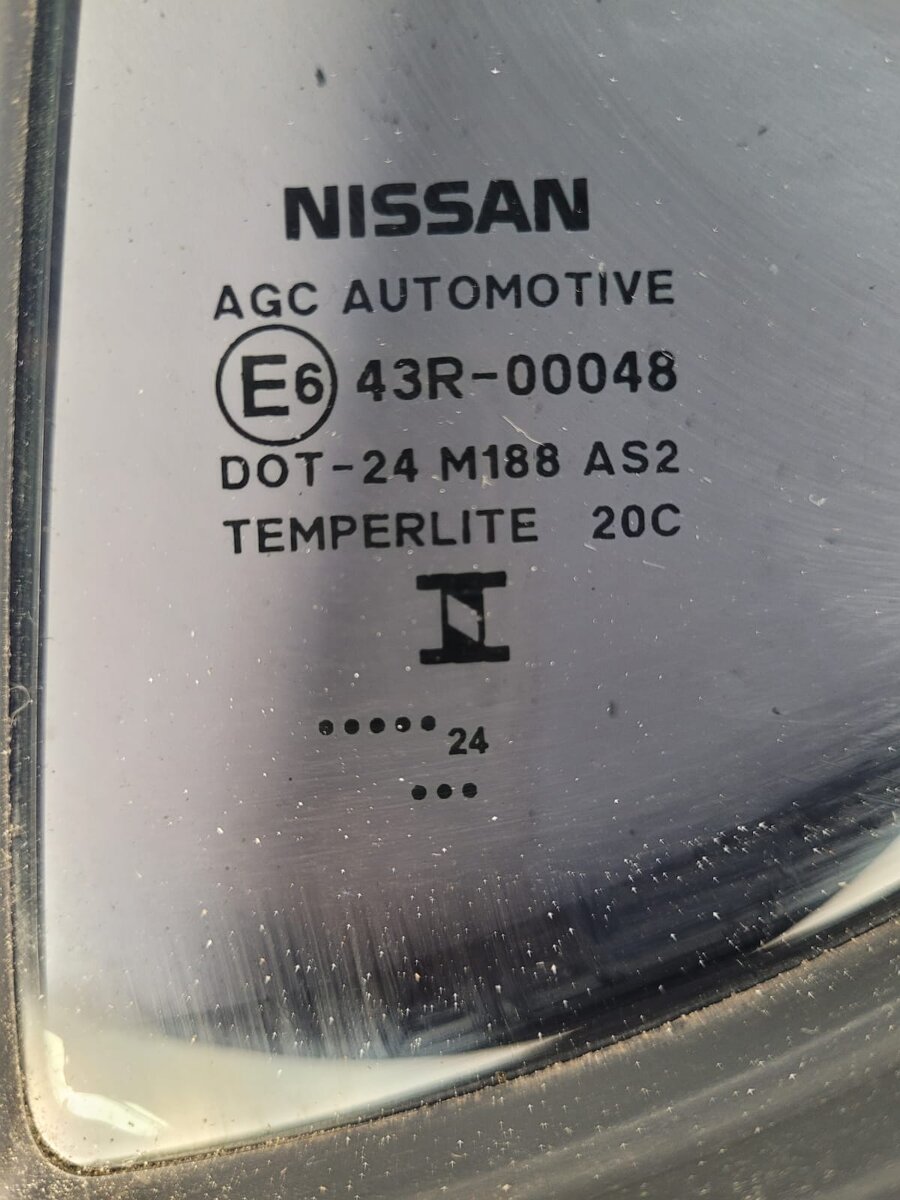 NISSAN
AGC AUTOMOTIVE
E6 43R-00048
DOT-24 M188 AS2
TEMPERLITE 20C
I
..... 24
...